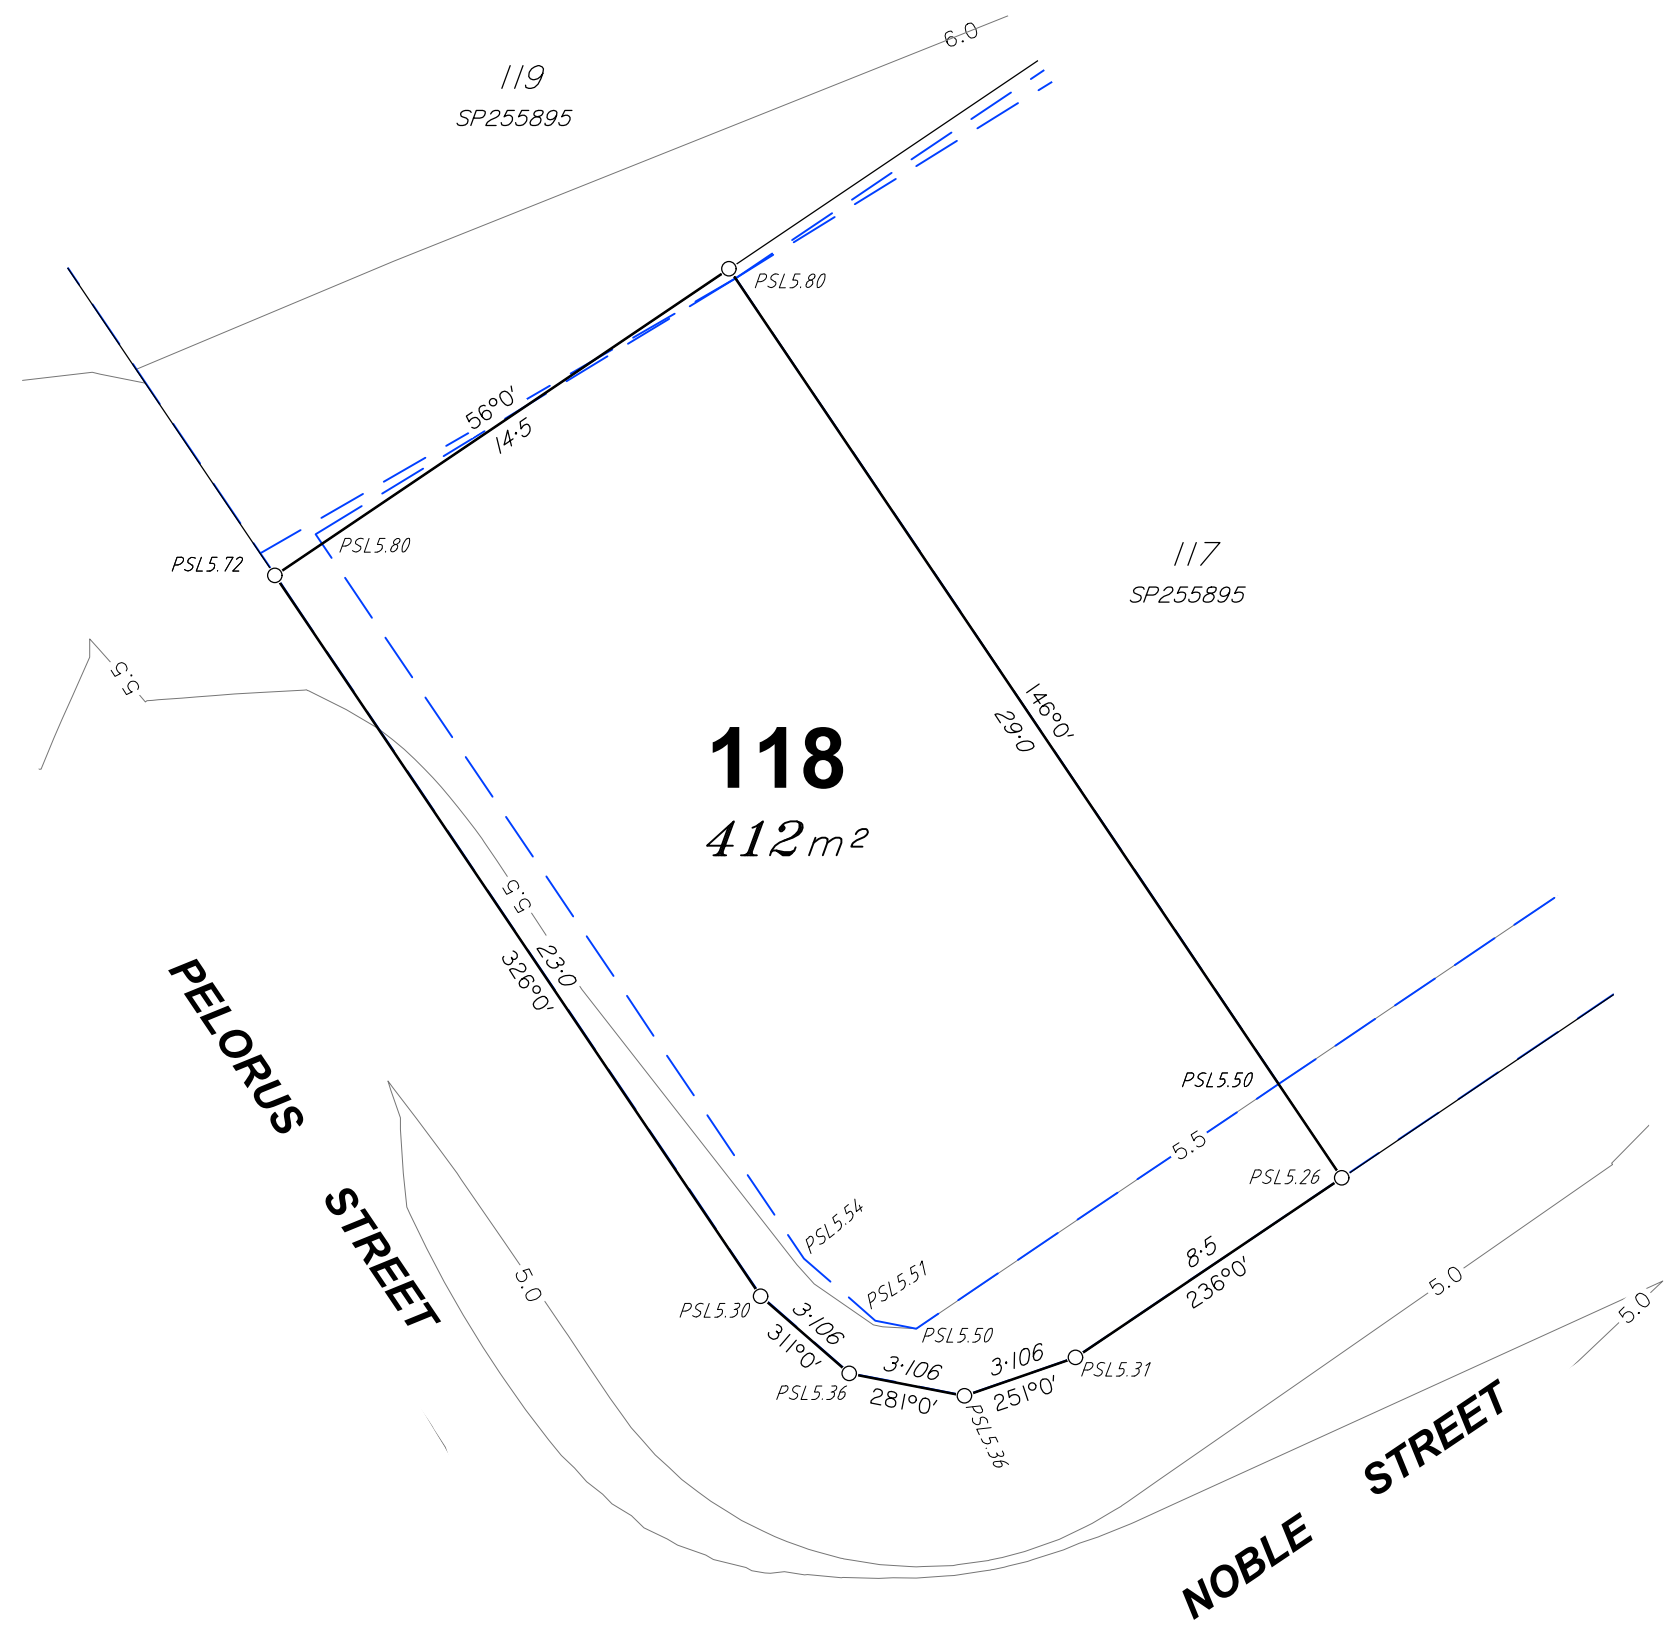 6.0
119
SP255895
PSL5.80
56°0'
14·5
PSL5.72
PSL5.80
117
SP255895
5.5
146°0'
29·0
118
412m²
5.5
23·0
326°0'
PELORUS STREET
PSL5.50
5.5
PSL5.26
PSL5.54
PSL5.51
5.0
PSL5.30
3·106
311°0'
PSL5.50
8·5
236°0'
5.0
5.0
PSL5.36
3·106
281°0'
3·106
251°0'
PSL5.31
PSL5.36
NOBLE STREET